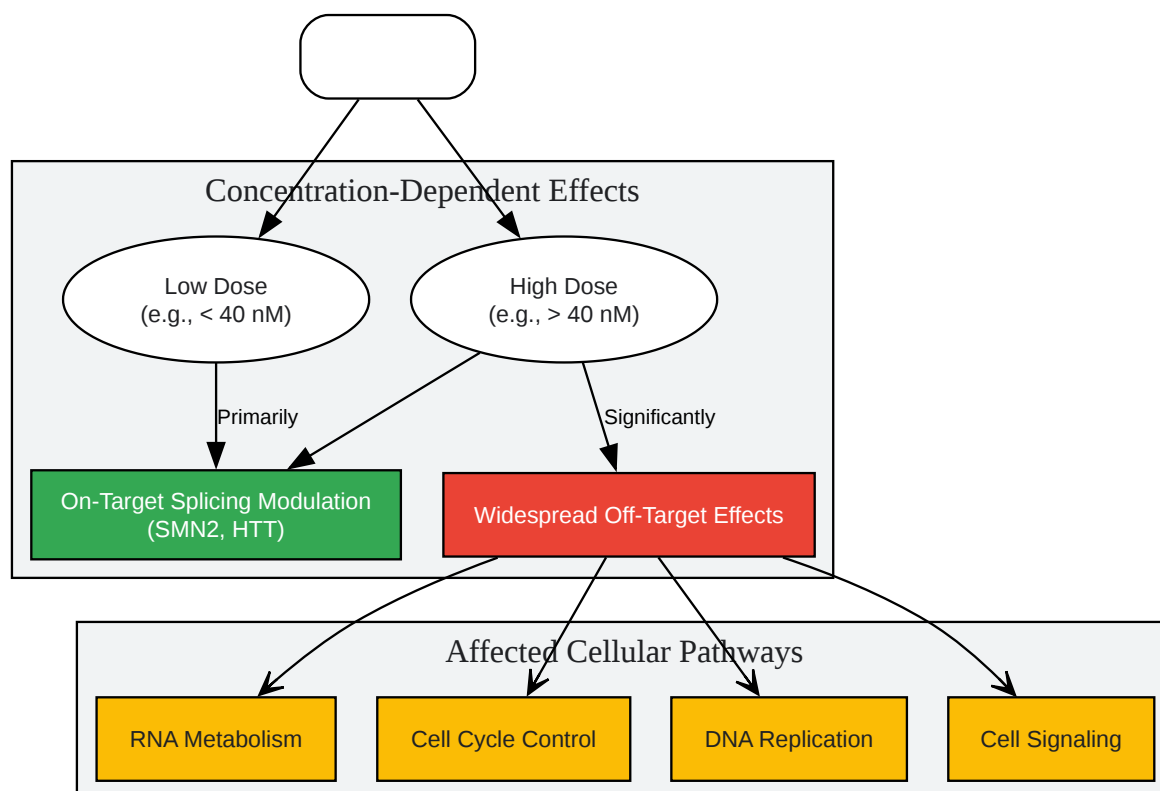 Concentration-Dependent Effects
Low Dose
(e.g., < 40 nM)
High Dose
(e.g., > 40 nM)
Primarily
Significantly
On-Target Splicing Modulation
(SMN2, HTT)
Widespread Off-Target Effects
Affected Cellular Pathways
RNA Metabolism
Cell Cycle Control
DNA Replication
Cell Signaling